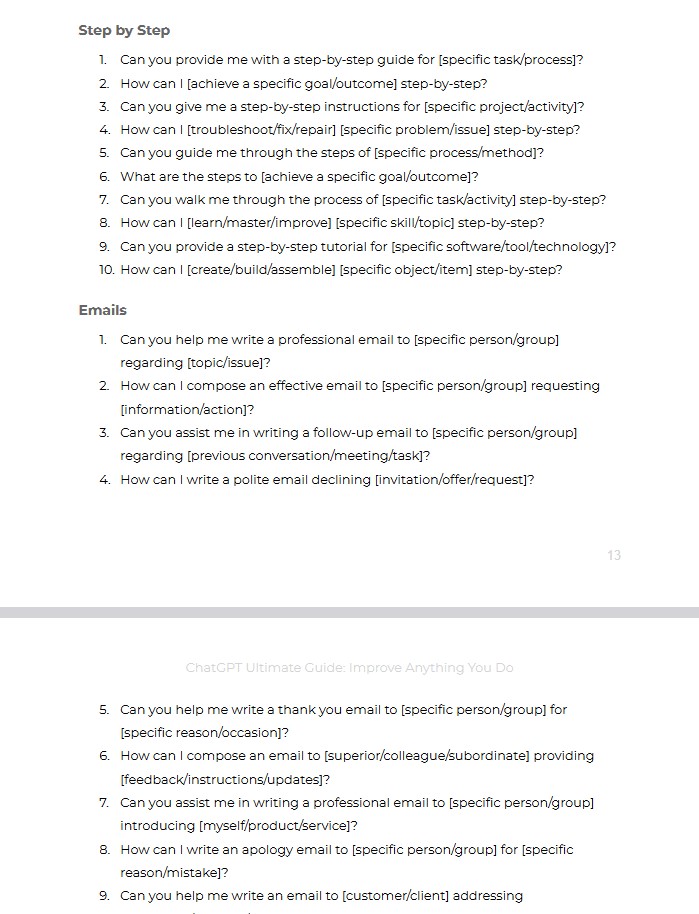 Step by Step
1. Can you provide me with a step-by-step guide for [specific task/process]?
2. How can I [achieve a specific goal/outcome] step-by-step?
3. Can you give me a step-by-step instructions for [specific project/activity]?
4. How can I [troubleshoot/fix/repair] [specific problem/issue] step-by-step?
5. Can you guide me through the steps of [specific process/method]?
6. What are the steps to [achieve a specific goal/outcome]?
7. Can you walk me through the process of [specific task/activity] step-by-step?
8. How can I [learn/master/improve] [specific skill/topic] step-by-step?
9. Can you provide a step-by-step tutorial for [specific software/tool/technology]?
10. How can I [create/build/assemble] [specific object/item] step-by-step?
Emails
1. Can you help me write a professional email to [specific person/group]
regarding [topic/issue]?
2. How can I compose an effective email to [specific person/group] requesting
[information/action]?
3. Can you assist me in writing a follow-up email to [specific person/group]
regarding [previous conversation/meeting/task]?
4. How can I write a polite email declining [invitation/offer/request]?
13
ChatGPT Ultimate Guide: Improve Anything You Do
5. Can you help me write a thank you email to [specific person/group] for
[specific reason/occasion]?
6. How can I compose an email to [superior/colleague/subordinate] providing
[feedback/instructions/updates]?
7. Can you assist me in writing a professional email to [specific person/group]
introducing [myself/product/service]?
8. How can I write an apology email to [specific person/group] for [specific
reason/mistake]?
9. Can you help me write an email to [customer/client] addressing